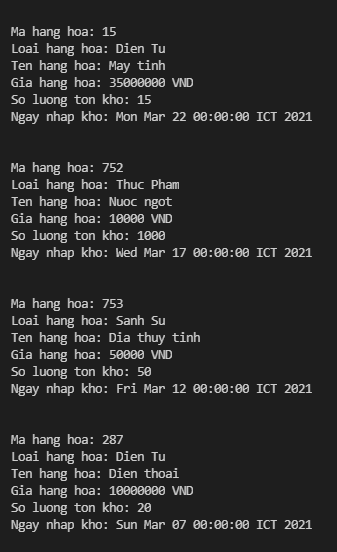 Ma hang hoa: 15
Loai hang hoa: Dien Tu
Ten hang hoa: May tinh
Gia hang hoa: 35000000 VND
So luong ton kho: 15
Ngay nhap kho: Mon Mar 22 00:00:00 ICT 2021
Ma hang hoa: 752
Loai hang hoa: Thuc Pham
Ten hang hoa: Nuoc ngot
Gia hang hoa: 10000 VND
So luong ton kho: 1000
Ngay nhap kho: Wed Mar 17 00:00:00 ICT 2021
Ma hang hoa: 753
Loai hang hoa: Sanh Su
Ten hang hoa: Dia thuy tinh
Gia hang hoa: 50000 VND
So luong ton kho: 50
Ngay nhap kho: Fri Mar 12 00:00:00 ICT 2021
Ma hang hoa: 287
Loai hang hoa: Dien Tu
Ten hang hoa: Dien thoai
Gia hang hoa: 10000000 VND
So luong ton kho: 20
Ngay nhap kho: Sun Mar 07 00:00:00 ICT 2021